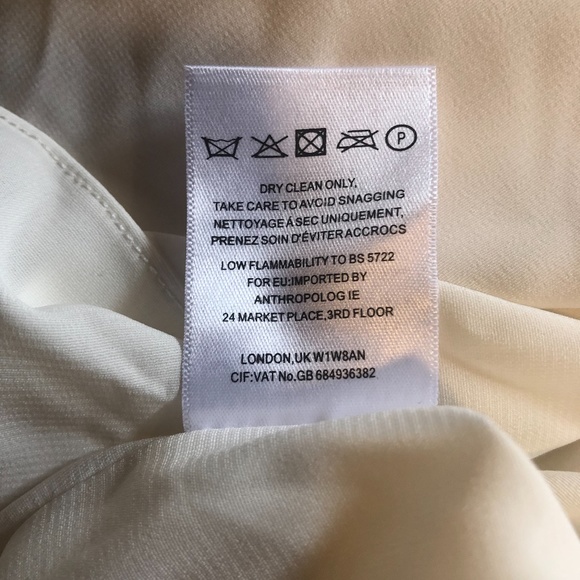 P
DRY CLEAN ONLY,
TAKE CARE TO AVOID SNAGGING
NETTOYAGE À SEC UNIQUEMENT,
PRENEZ SOIN D'ÉVITER ACCROCS
LOW FLAMMABILITY TO BS 5722
FOR EU:IMPORTED BY
ANTHROPOLOG IE
24 MARKET PLACE,3RD FLOOR
LONDON,UK W1W8AN
CIF:VAT No.GB 684936382